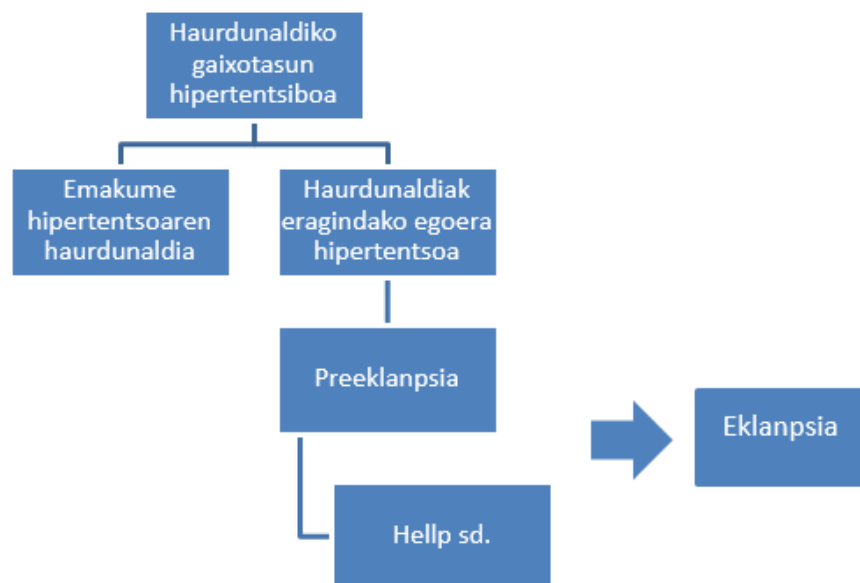 Haurdunaldiko
gaixotasun
hipertentsiboa
Emakume
hipertentsoaren
haurdunaldia
Haurdunaldiak
eragindako egoera
hipertentsoa
Preeklanpsia
Eklanpsia
Hellp sd.